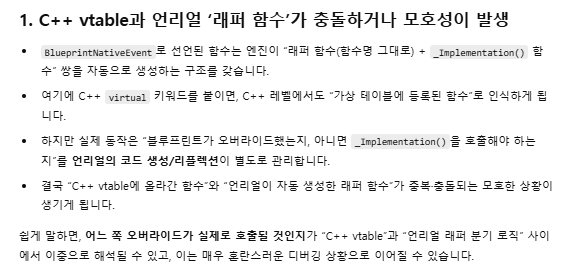 1. C++ vtable과 언리얼 ‘래퍼 함수’가 충돌하거나 모호성이 발생
• BlueprintNativeEvent 로 선언된 함수는 엔진이 “래퍼 함수(함수명 그대로) + _Implementation() 함
수” 쌍을 자동으로 생성하는 구조를 갖습니다.
• 여기에 C++ virtual 키워드를 붙이면, C++ 레벨에서도 “가상 테이블에 등록된 함수”로 인식하게 됩
니다.
• 하지만 실제 동작은 “블루프린트가 오버라이드했는지, 아니면 _Implementation() 을 호출해야 하는
지”를 언리얼의 코드 생성/리플렉션이 별도로 관리합니다.
• 결국 “C++ vtable에 올라간 함수”와 “언리얼이 자동 생성한 래퍼 함수”가 중복·충돌되는 모호한 상황이
생기게 됩니다.
쉽게 말하면, 어느 쪽 오버라이드가 실제로 호출될 것인지가 “C++ vtable”과 “언리얼 래퍼 분기 로직” 사이
에서 이중으로 해석될 수 있고, 이는 매우 혼란스러운 디버깅 상황으로 이어질 수 있습니다.